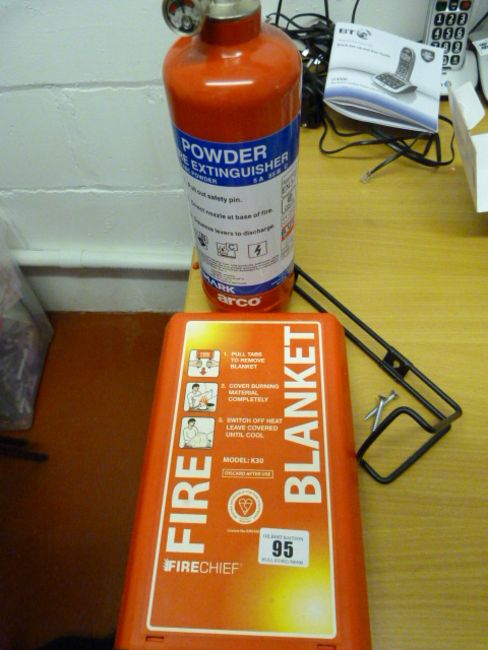 BT
POWDER
EXTINGUISHER
POWDER
out safety pin.
Direct nozzle at base of fire.
Squeeze levers to discharge.
C
arco
1. PULL TABS
TO REMOVE
BLANKET
2. COVER BURNING
MATERIAL
COMPLETELY
3. SWITCH OFF HEAT
LEAVE COVERED
UNTIL COOL
MODEL: K30
DISCARD AFTER USE
FIRE
BLANKET
FIRECHIEF
95